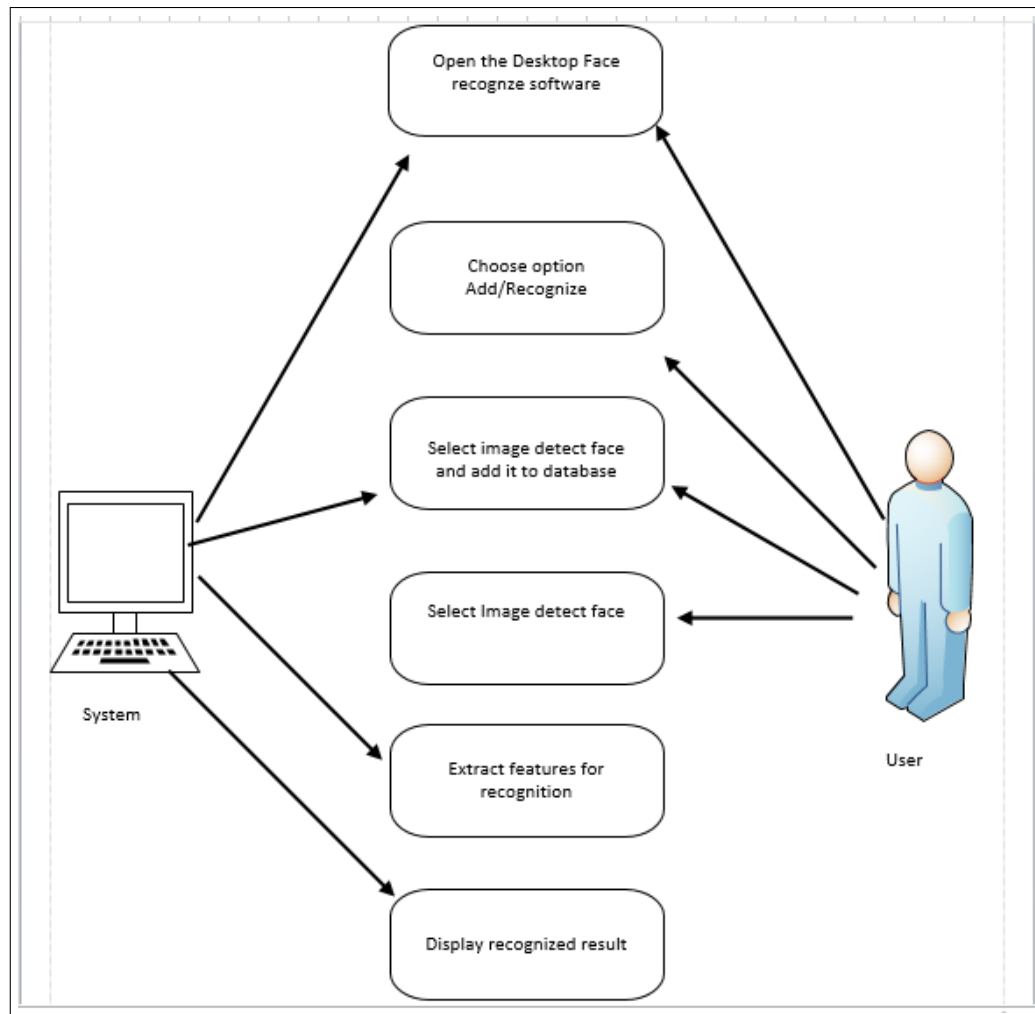 Open the Desktop Face
recognze software
Choose option
Add/Recognize
Select image detect face
and add it to database
Select Image detect face
System
Extract features for
recognition
User
Display recognized result